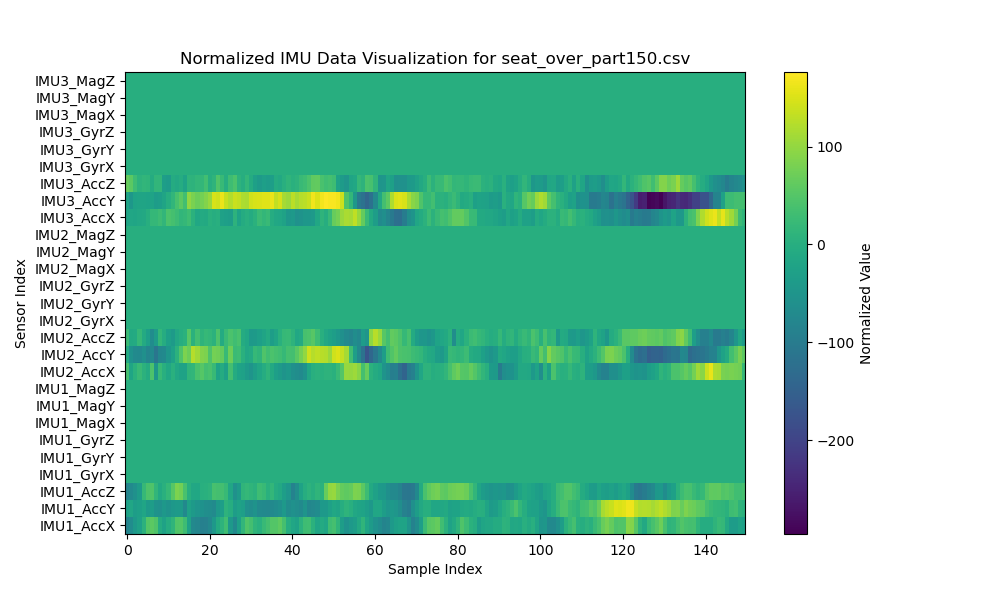 Normalized IMU Data Visualization for seat_over_part150.csv
IMU3_MagZ
IMU3_MagY
IMU3_MagX
IMU3_GyrZ
IMU3_GyrY
IMU3_GyrX
IMU3_AccZ
IMU3_AccY
IMU3_AccX
IMU2_MagZ
IMU2_MagY
IMU2_MagX
IMU2_GyrZ
IMU2_GyrY
IMU2_GyrX
IMU2_AccZ
IMU2_AccY
IMU2_AccX
IMU1_MagZ
IMU1_MagY
IMU1_MagX
IMU1_GyrZ
IMU1_GyrY
IMU1_GyrX
IMU1_AccZ
IMU1_AccY
IMU1_AccX
Sensor Index
0 20 40 60 80 100 120 140
Sample Index
100
0
−100
−200
Normalized Value